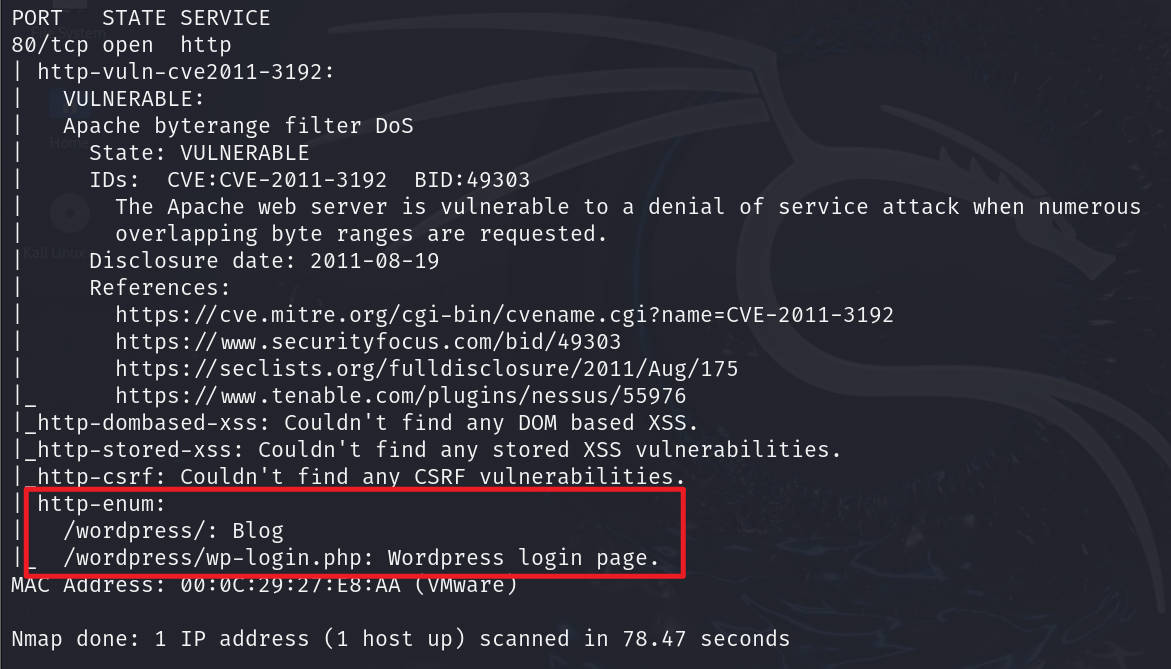 PORT   STATE SERVICE
80/tcp open  http
| http-vuln-cve2011-3192:
|   VULNERABLE:
|   Apache byterange filter DoS
|     State: VULNERABLE
|     IDs:  CVE:CVE-2011-3192  BID:49303
|       The Apache web server is vulnerable to a denial of service attack when numerous
|       overlapping byte ranges are requested.
|     Disclosure date: 2011-08-19
|     References:
|       https://cve.mitre.org/cgi-bin/cvename.cgi?name=CVE-2011-3192
|       https://www.securityfocus.com/bid/49303
|       https://seclists.org/fulldisclosure/2011/Aug/175
|_      https://www.tenable.com/plugins/nessus/55976
|_http-dombased-xss: Couldn't find any DOM based XSS.
|_http-stored-xss: Couldn't find any stored XSS vulnerabilities.
|_http-csrf: Couldn't find any CSRF vulnerabilities.
| http-enum:
|   /wordpress/: Blog
|_  /wordpress/wp-login.php: Wordpress login page.
MAC Address: 00:0C:29:27:E8:AA (VMware)

Nmap done: 1 IP address (1 host up) scanned in 78.47 seconds